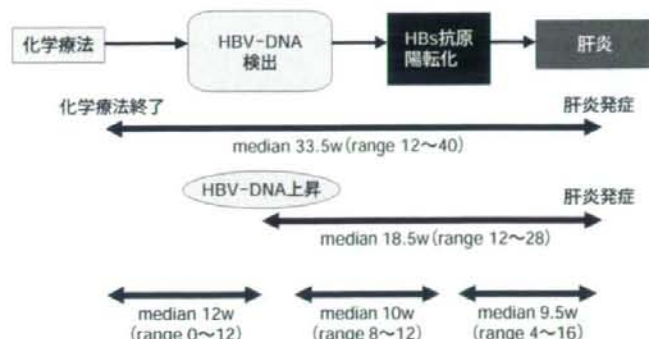 化学療法
HBV-DNA
検出
HBs抗原
陽転化
肝炎
化学療法終了
肝炎発症
median 33.5w(range 12～40)
HBV-DNA上昇
肝炎発症
median 18.5w(range 12～28)
median 12w
(range 0～12)
median 10w
(range 8～12)
median 9.5w
(range 4～16)